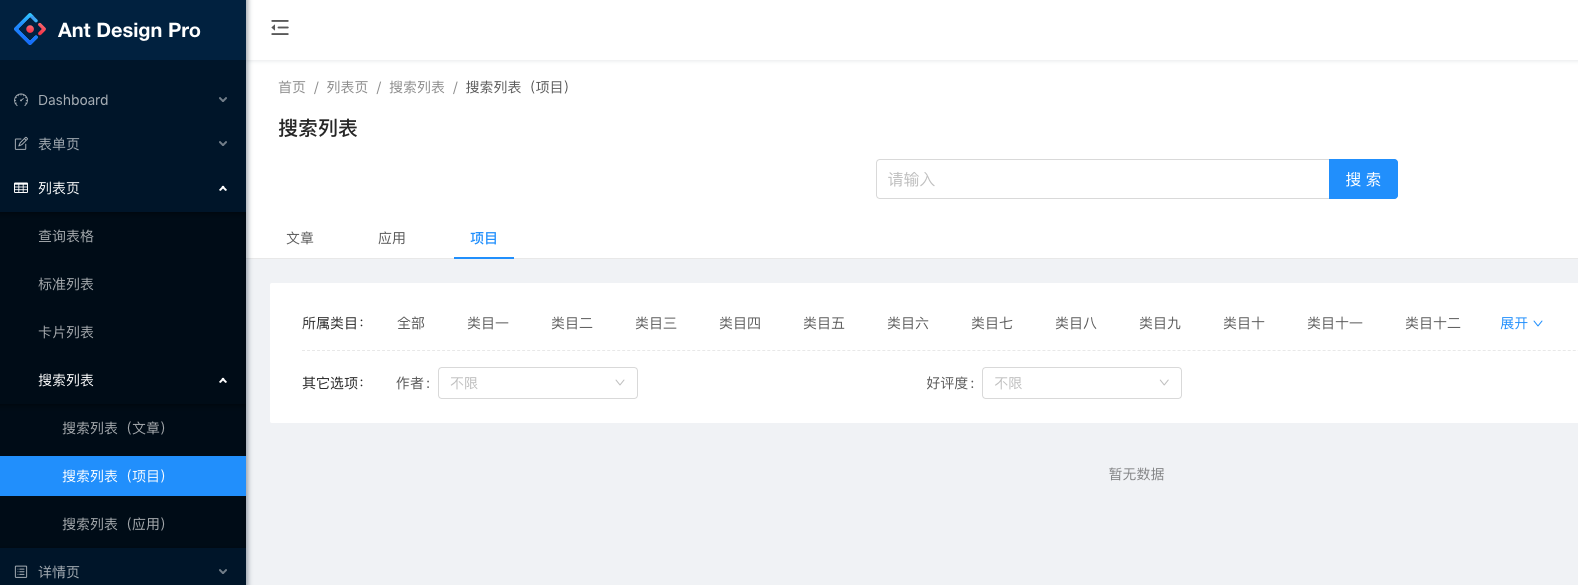 Ant Design Pro
Dashboard
表单页
列表页
查询表格
标准列表
卡片列表
搜索列表
搜索列表（文章）
搜索列表（项目）
搜索列表（应用）
详情页
首页 / 列表页 / 搜索列表 / 搜索列表（项目）
搜索列表
请输入 搜 索
文章 应用 项目
所属类目： 全部 类目一 类目二 类目三 类目四 类目五 类目六 类目七 类目八 类目九 类目十 类目十一 类目十二 展开
其它选项： 作者： 不限 好评度： 不限
暂无数据